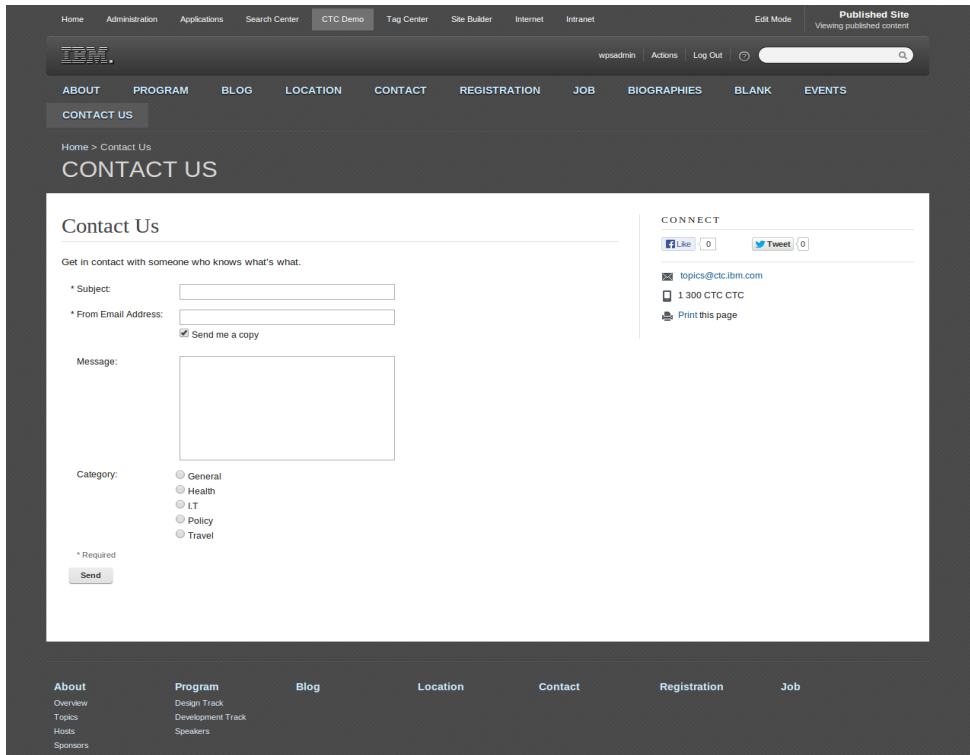 Home Administration Applications Search Center CTC Demo Tag Center Site Builder Internet Intranet Edit Mode Published Site
Viewing published content
IBM. wpsadmin Actions Log Out ?
ABOUT PROGRAM BLOG LOCATION CONTACT REGISTRATION JOB BIOGRAPHIES BLANK EVENTS
CONTACT US
Home > Contact Us
CONTACT US
Contact Us
Get in contact with someone who knows what's what.
* Subject:
* From Email Address:
Send me a copy
Message:
Category:
General
Health
I.T
Policy
Travel
* Required
Send
CONNECT
f Like 0 Tweet 0
topics@ctc.ibm.com
1 300 CTC CTC
Print this page
About Program Blog Location Contact Registration Job
Overview Design Track
Topics Development Track
Hosts Speakers
Sponsors